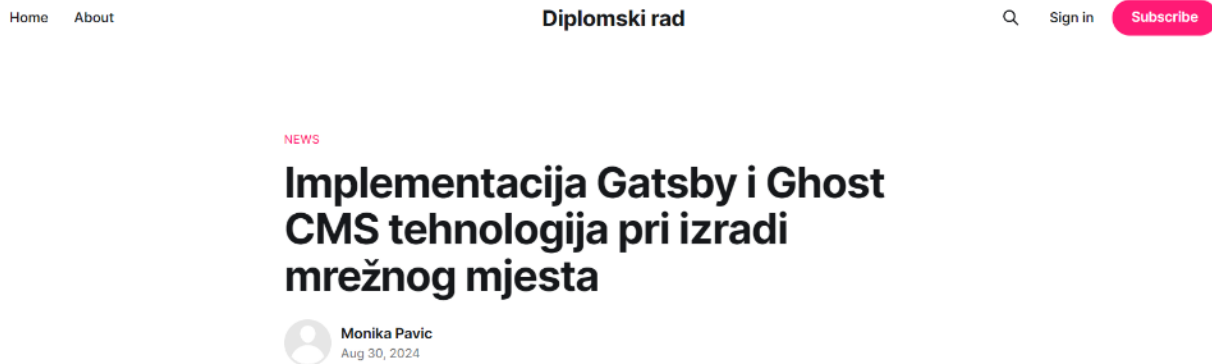 Home About Diplomski rad Sign in Subscribe
NEWS
Implementacija Gatsby i Ghost
CMS tehnologija pri izradi
mrežnog mjesta
Monika Pavic
Aug 30, 2024